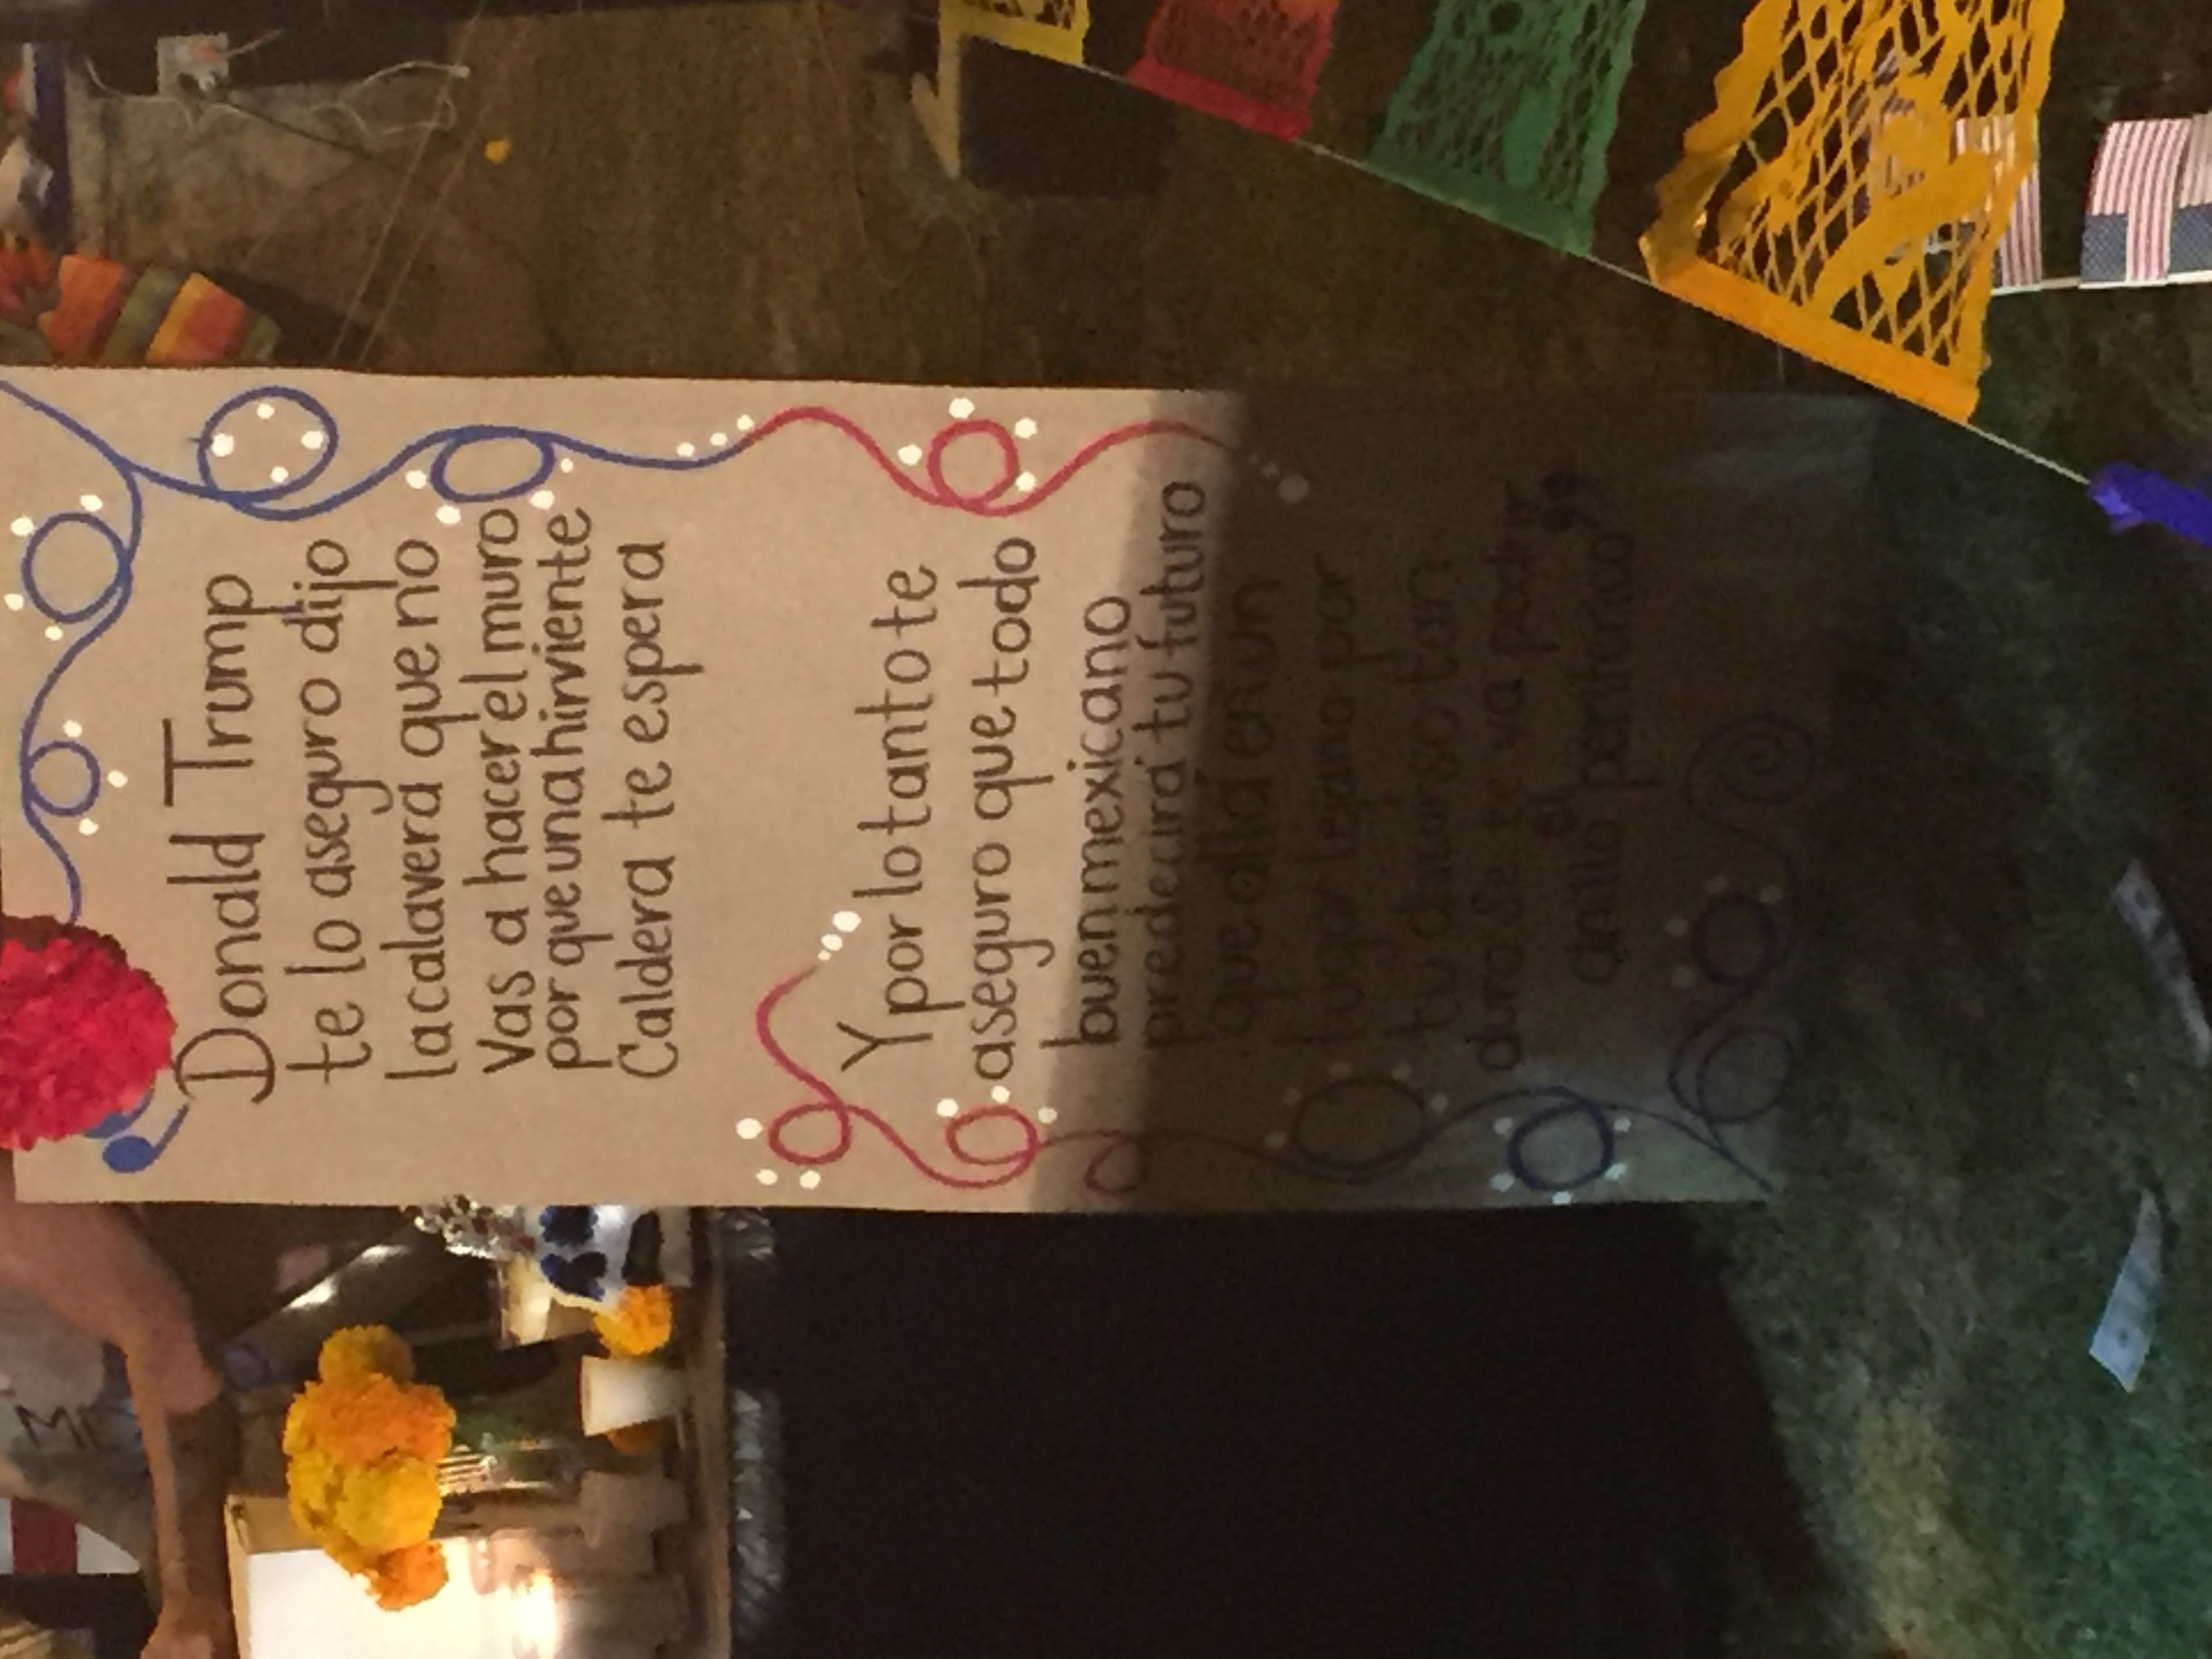 Donald Trump
te lo aseguro dijo
la calavera que no
vas a hacer el muro
por que una hirviente
Caldera te espera
Y por lo tanto te
aseguro que todo
buen mexicano
predecirá tu futuro
que allá en un
lugar lejano por
tu discurso tan
duro Se te va podrir
el
anillo periferico”